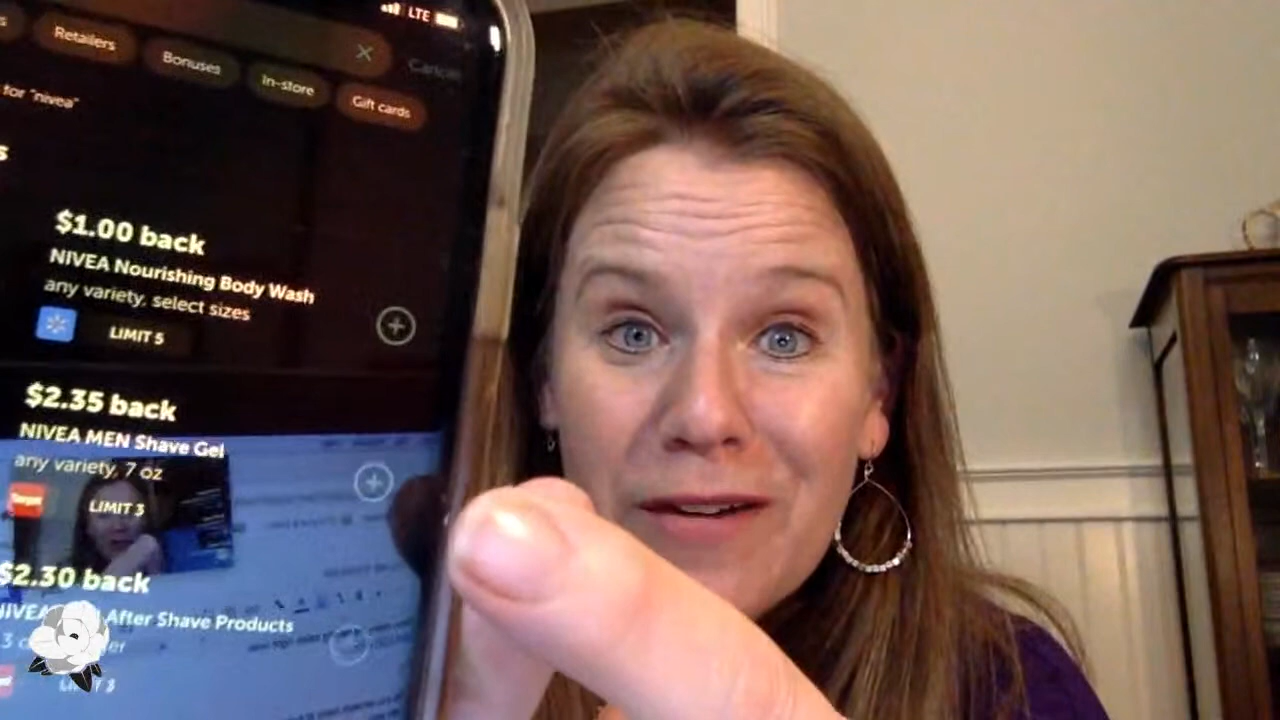 LTE
Retailers
Bonuses
In-store
Gift cards
Cancel
for "nivea"
$1.00 back
NIVEA Nourishing Body Wash
any variety, select sizes
LIMIT 5
$2.35 back
NIVEA MEN Shave Gel
any variety, 7 oz
Target
LIMIT 3
$2.30 back
NIVEA After Shave Products